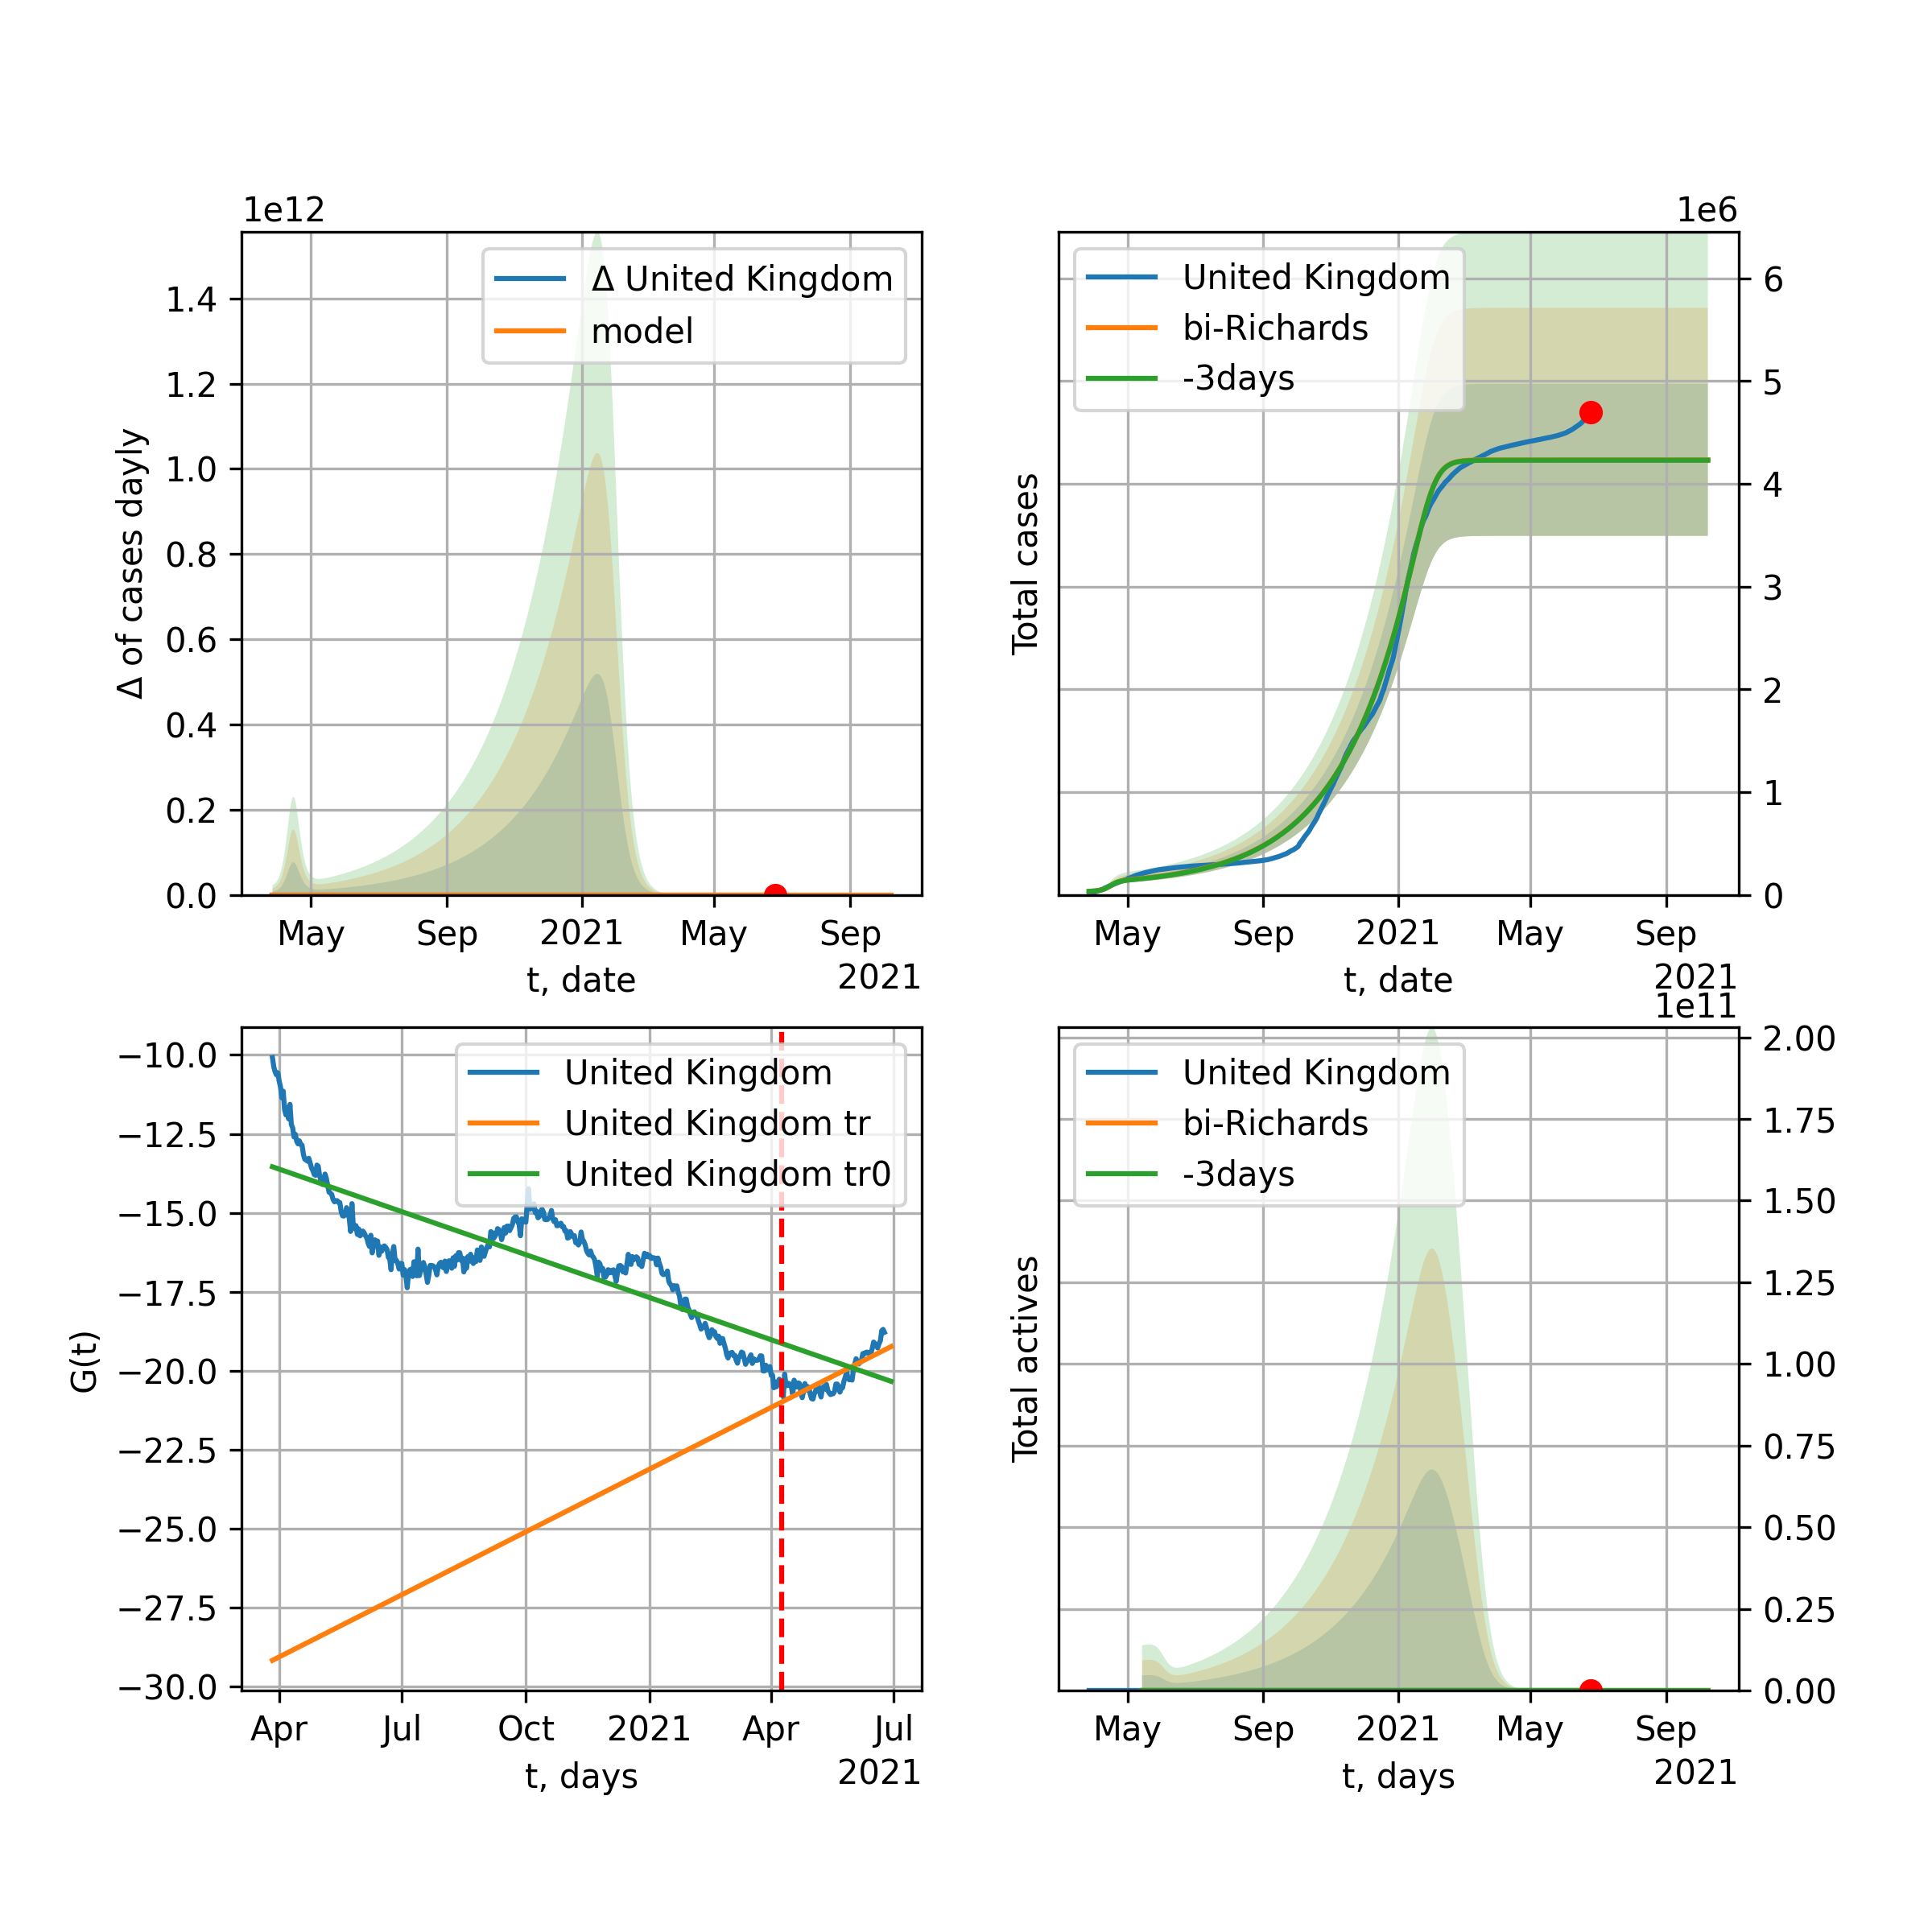 1e12
Δ United Kingdom
model
1.4
1.2
1.0
0.8
0.6
0.4
0.2
0.0
Δ of cases dayly
May Sep 2021 May Sep
t, date
2021
1e6
United Kingdom
bi-Richards
-3days
6
5
4
3
2
1
0
Total cases
May Sep 2021 May Sep
t, date
2021
United Kingdom
United Kingdom tr
United Kingdom tr0
−10.0
−12.5
−15.0
−17.5
−20.0
−22.5
−25.0
−27.5
−30.0
G(t)
Apr Jul Oct 2021 Apr Jul
t, days
2021
1e11
United Kingdom
bi-Richards
-3days
2.00
1.75
1.50
1.25
1.00
0.75
0.50
0.25
0.00
Total actives
May Sep 2021 May Sep
t, days
2021